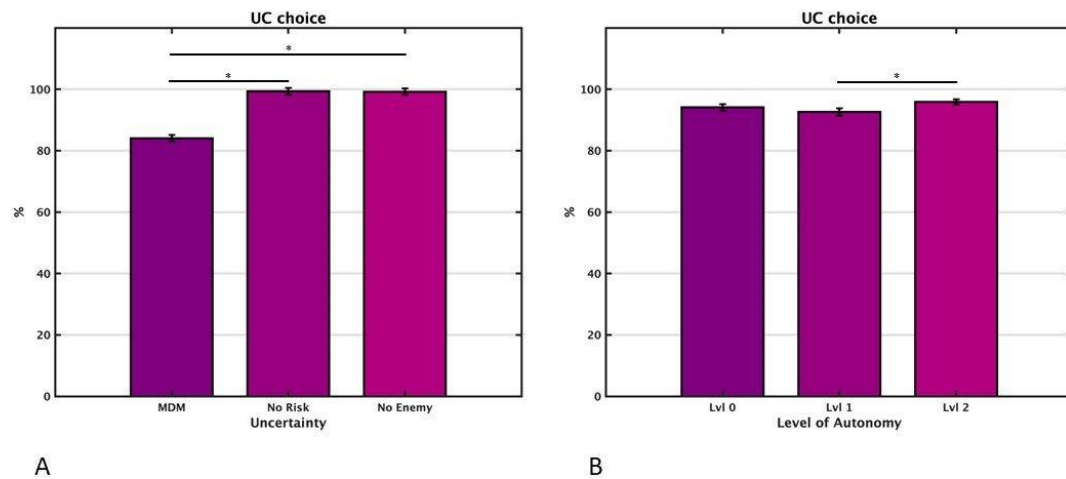 UC choice
*
*
100
80
60
40
20
0
%
MDM No Risk No Enemy
Uncertainty
A
UC choice
*
100
80
60
40
20
0
%
Lvl 0 Lvl 1 Lvl 2
Level of Autonomy
B